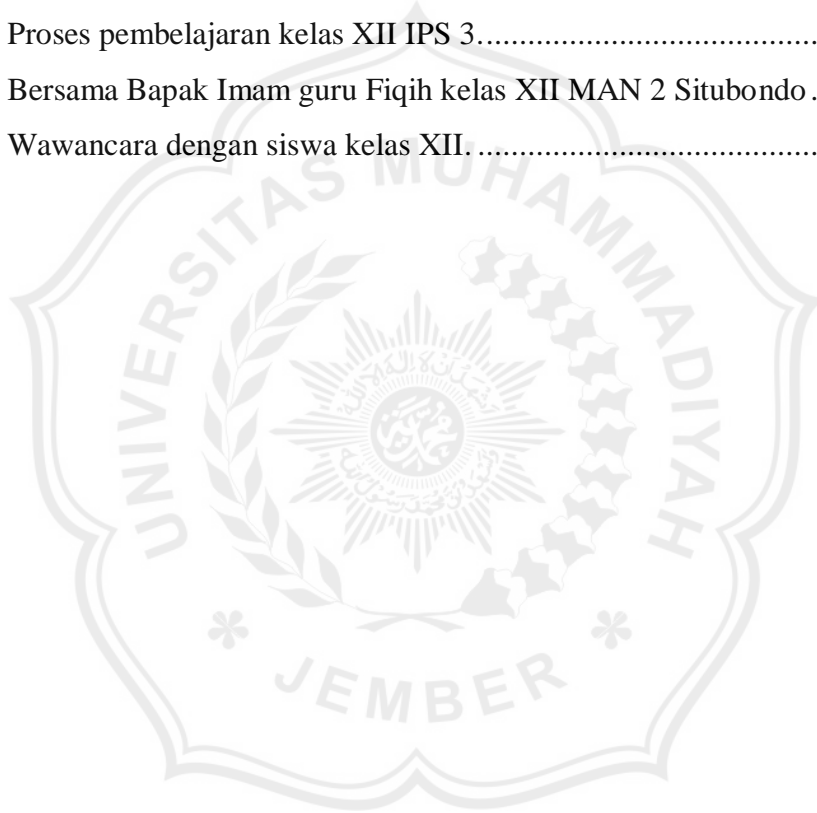 Proses pembelajaran kelas XII IPS 3.......................................
Bersama Bapak Imam guru Fiqih kelas XII MAN 2 Situbondo .
Wawancara dengan siswa kelas XII. .......................................
UNIVERSITAS MUHAMMADIYAH
JEMBER